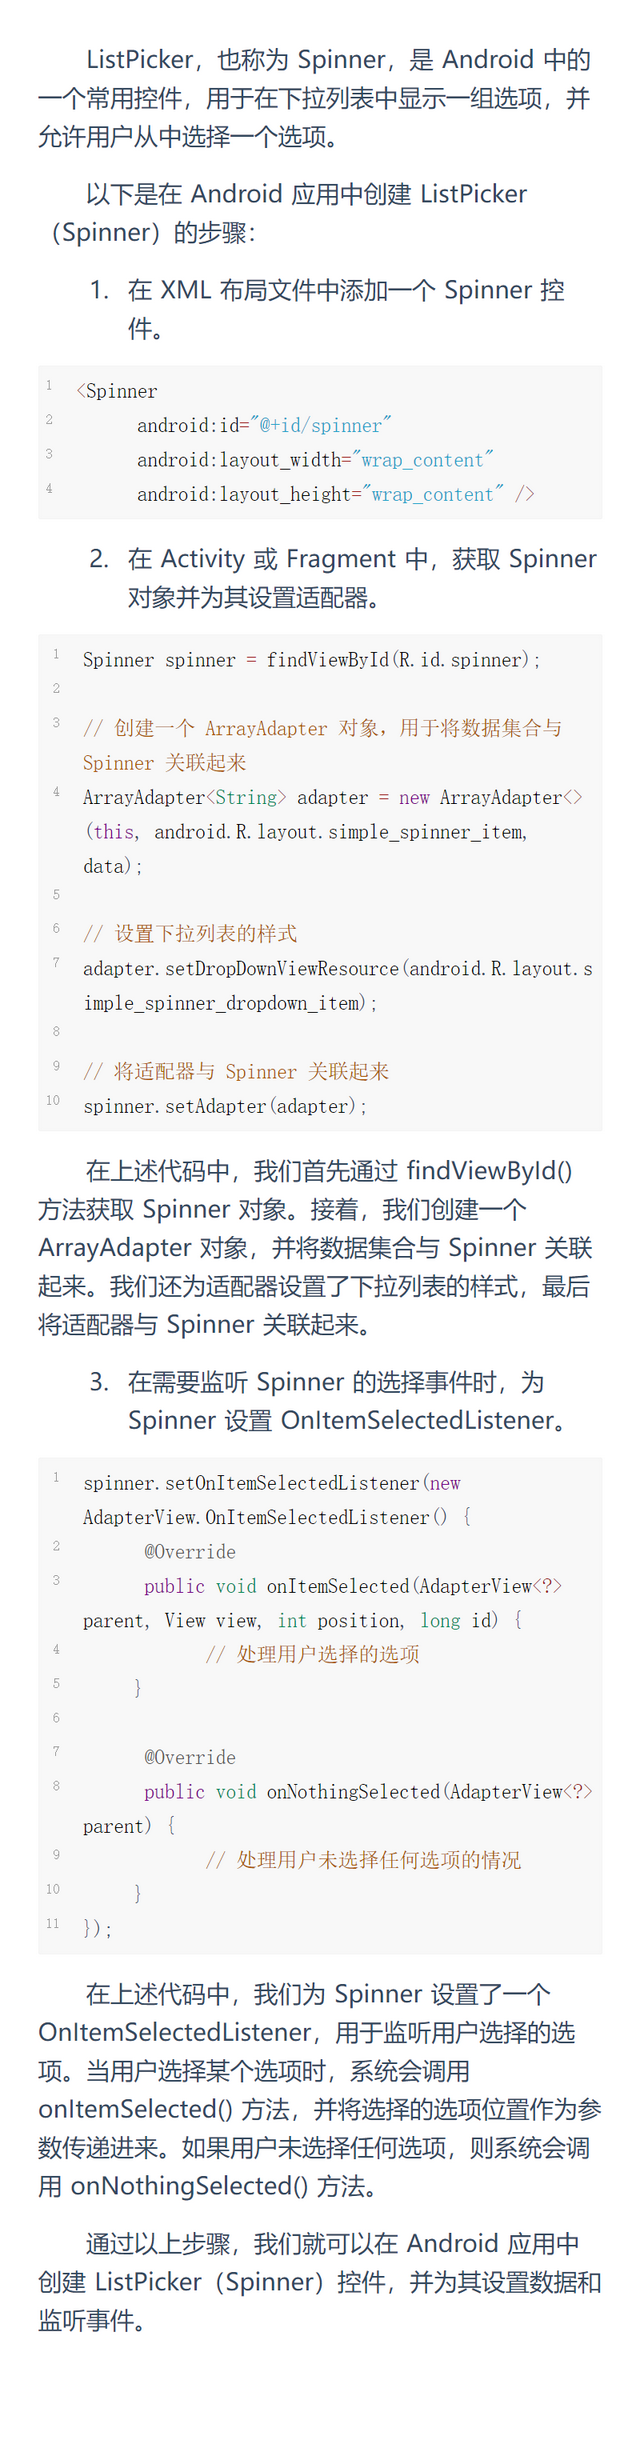 ListPicker，也称为 Spinner，是 Android 中的
一个常用控件，用于在下拉列表中显示一组选项，并
允许用户从中选择一个选项。
以下是在 Android 应用中创建 ListPicker
（Spinner）的步骤：
1. 在 XML 布局文件中添加一个 Spinner 控
件。
1 <Spinner
2 android:id="@+id/spinner"
3 android:layout_width="wrap_content"
4 android:layout_height="wrap_content" />
2. 在 Activity 或 Fragment 中，获取 Spinner
对象并为其设置适配器。
1 Spinner spinner = findViewById(R.id.spinner);
2
3 // 创建一个 ArrayAdapter 对象，用于将数据集合与
Spinner 关联起来
4 ArrayAdapter<String> adapter = new ArrayAdapter<>
(this, android.R.layout.simple_spinner_item,
data);
5
6 // 设置下拉列表的样式
7 adapter.setDropDownViewResource(android.R.layout.s
imple_spinner_dropdown_item);
8
9 // 将适配器与 Spinner 关联起来
10 spinner.setAdapter(adapter);
在上述代码中，我们首先通过 findViewById()
方法获取 Spinner 对象。接着，我们创建一个
ArrayAdapter 对象，并将数据集合与 Spinner 关联
起来。我们还为适配器设置了下拉列表的样式，最后
将适配器与 Spinner 关联起来。
3. 在需要监听 Spinner 的选择事件时，为
Spinner 设置 OnItemSelectedListener。
1 spinner.setOnItemSelectedListener(new
AdapterView.OnItemSelectedListener() {
2 @Override
3 public void onItemSelected(AdapterView<?>
parent, View view, int position, long id) {
4 // 处理用户选择的选项
5 }
6
7 @Override
8 public void onNothingSelected(AdapterView<?>
parent) {
9 // 处理用户未选择任何选项的情况
10 }
11 });
在上述代码中，我们为 Spinner 设置了一个
OnItemSelectedListener，用于监听用户选择的选
项。当用户选择某个选项时，系统会调用
onItemSelected() 方法，并将选择的选项位置作为参
数传递进来。如果用户未选择任何选项，则系统会调
用 onNothingSelected() 方法。
通过以上步骤，我们就可以在 Android 应用中
创建 ListPicker（Spinner）控件，并为其设置数据和
监听事件。